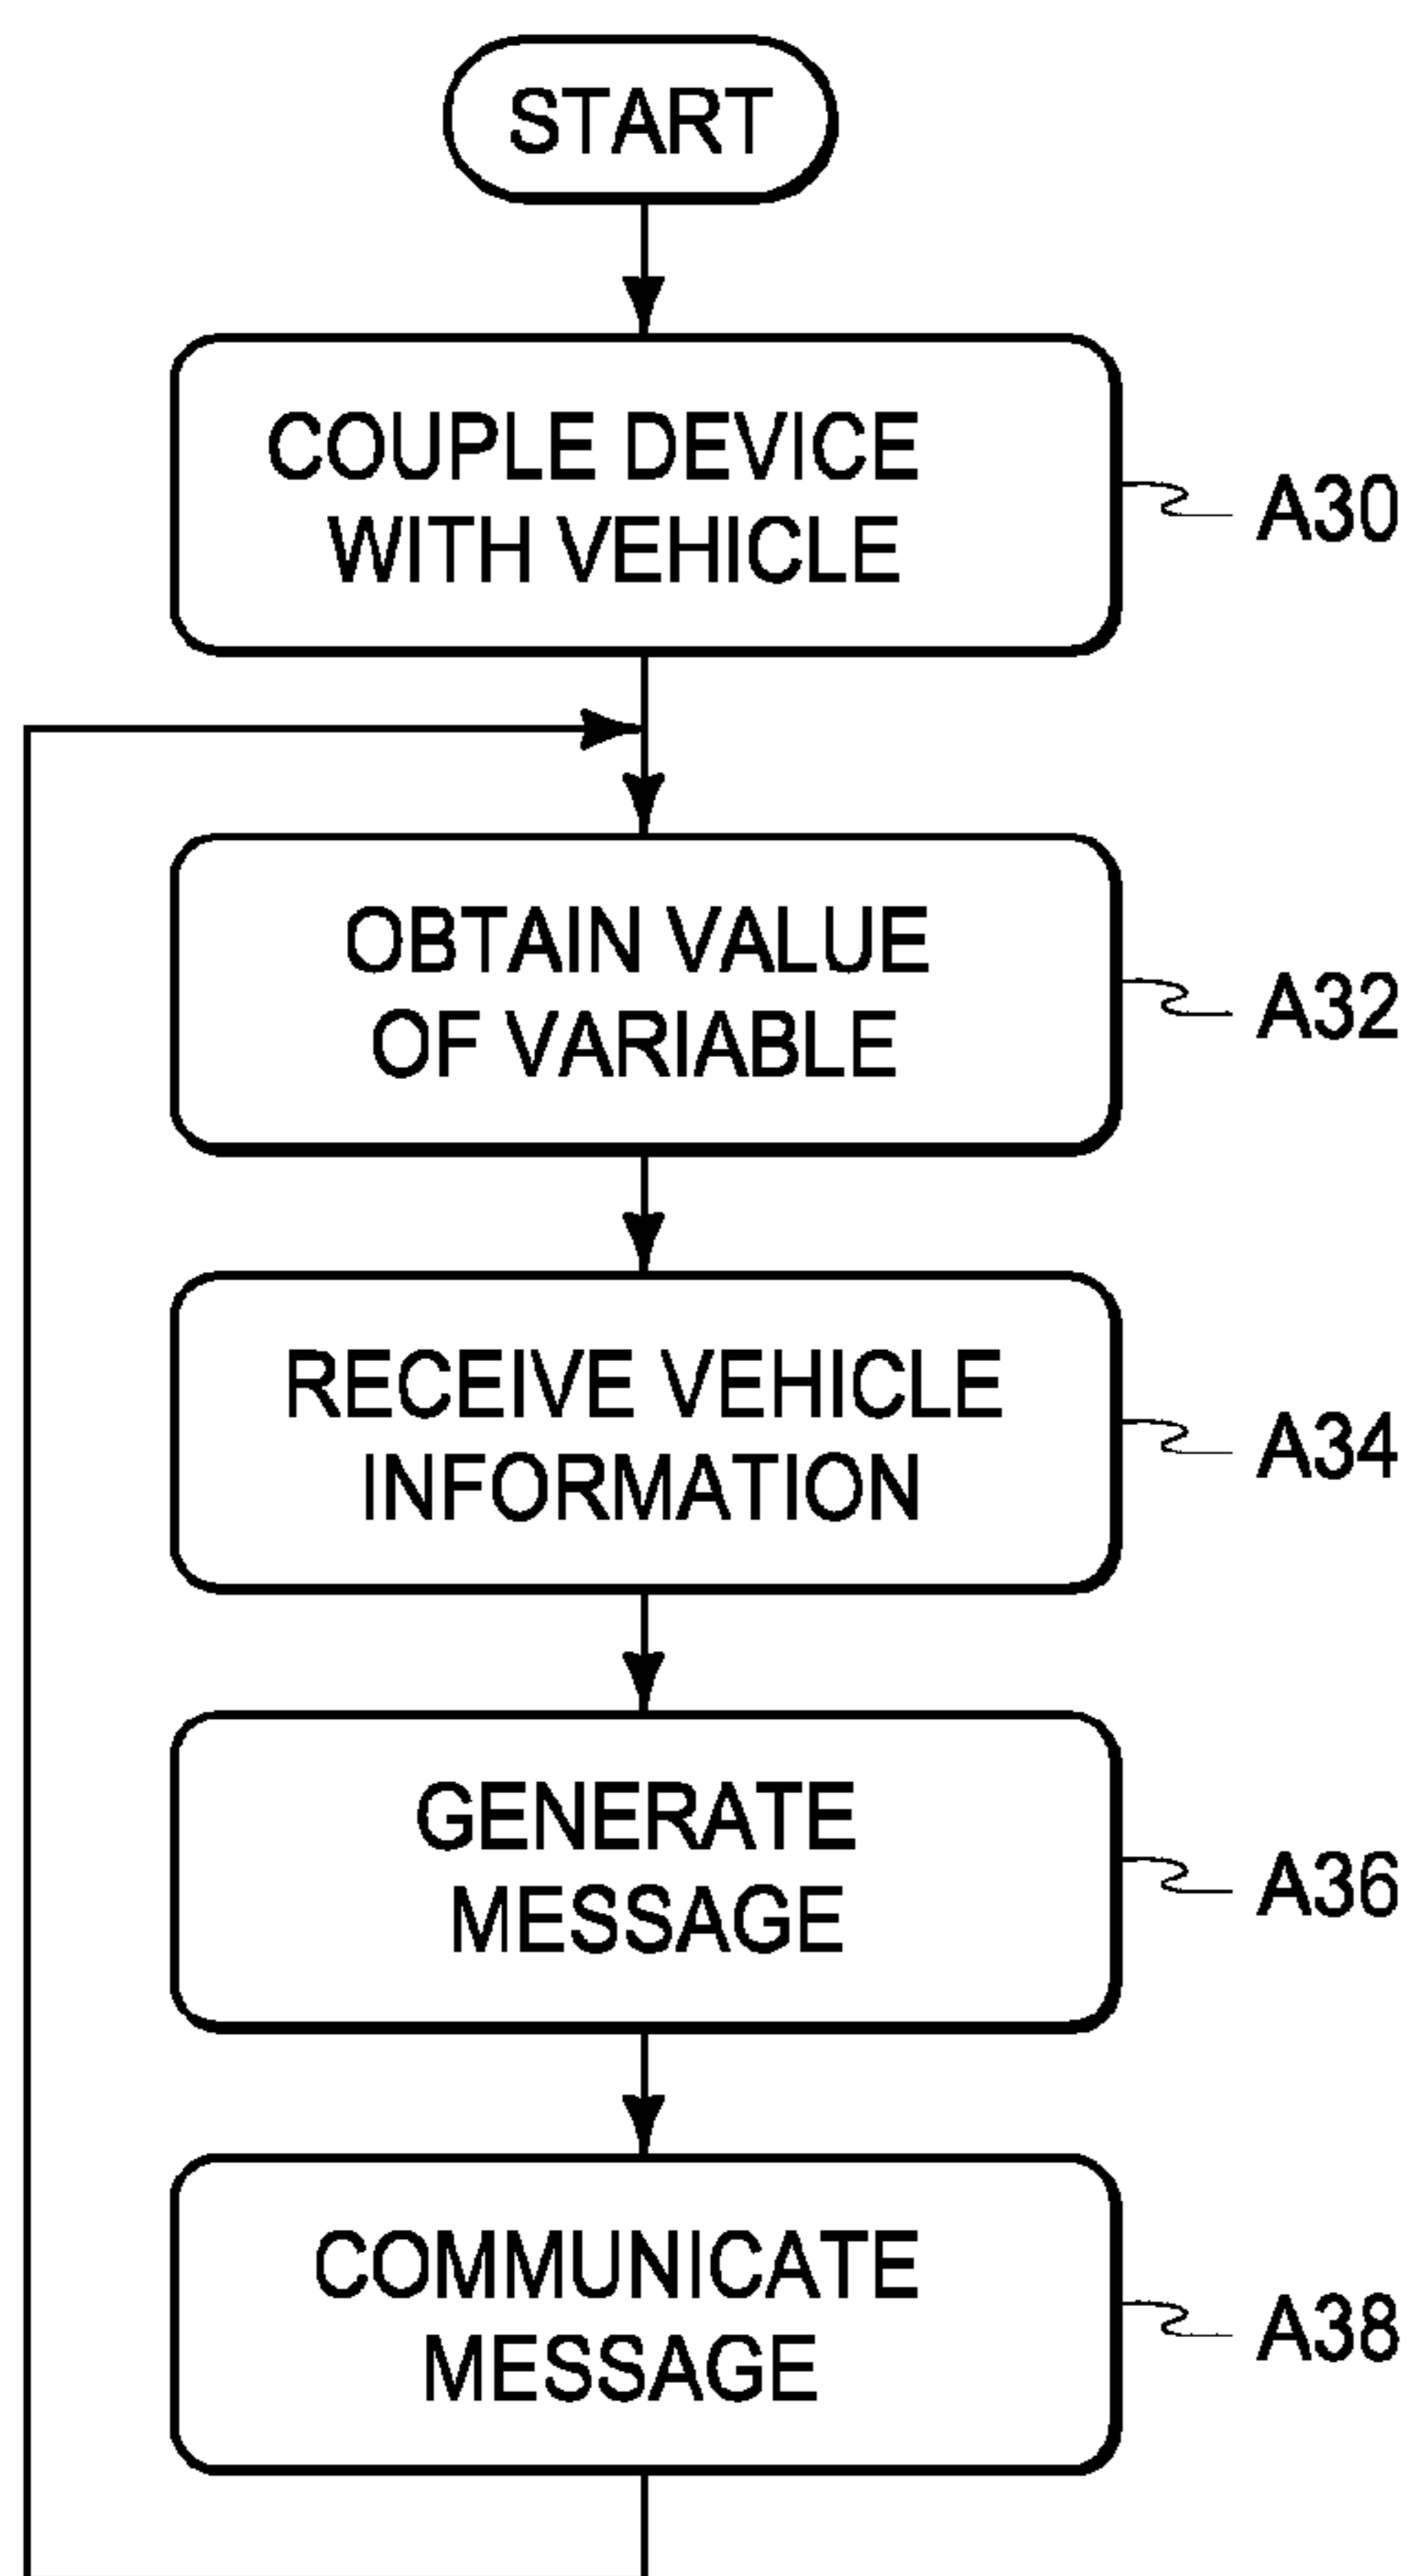 START
COUPLE DEVICE
WITH VEHICLE
A30
OBTAIN VALUE
OF VARIABLE
A32
RECEIVE VEHICLE
INFORMATION
A34
GENERATE
MESSAGE
A36
COMMUNICATE
MESSAGE
A38